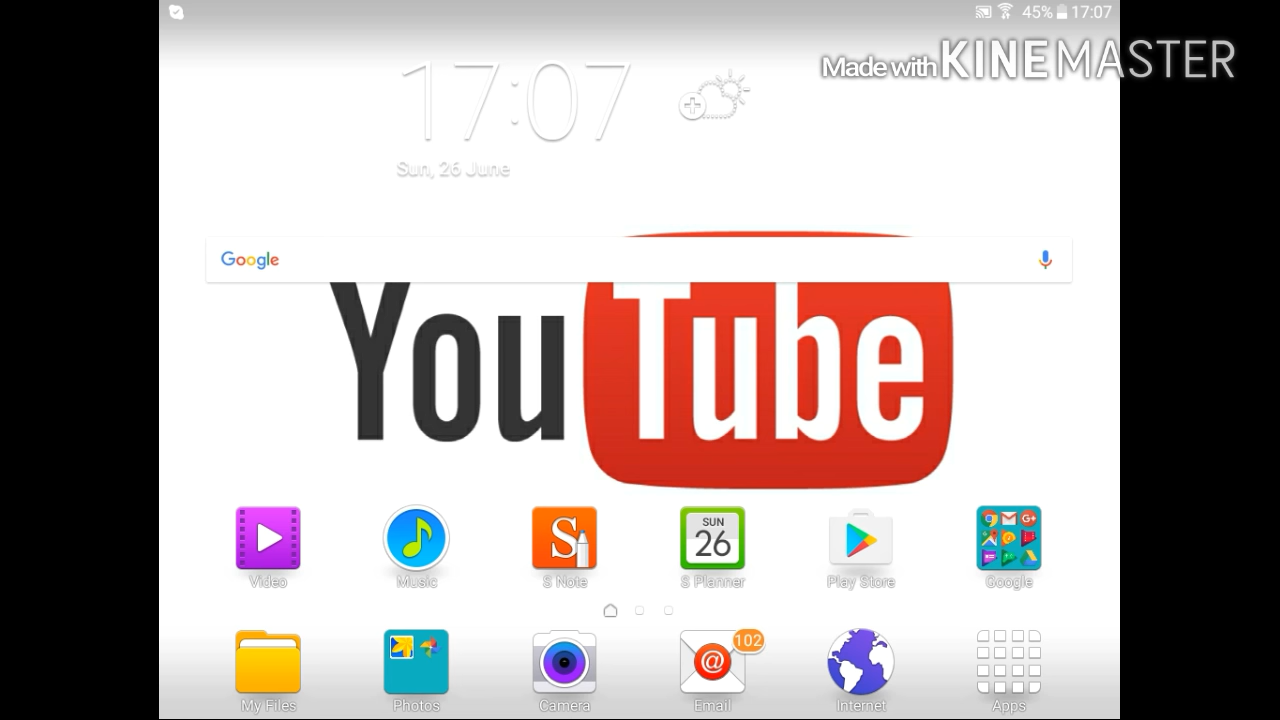 45% 17:07
Made with KINEMASTER
17:07
Sun, 26 June
Google
YouTube
SUN
26
Video Music S Note S Planner Play Store Google
102
My Files Photos Camera Email Internet Apps